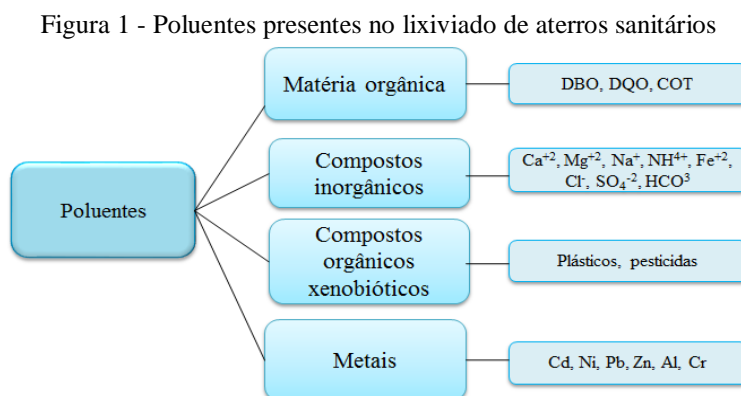 Figura 1 - Poluentes presentes no lixiviado de aterros sanitários
Poluentes
Matéria orgânica
DBO, DQO, COT
Compostos
inorgânicos
Ca⁺², Mg⁺², Na⁺, NH⁴⁺, Fe⁺²,
Cl⁻, SO₄⁻², HCO³
Compostos
orgânicos
xenobióticos
Plásticos, pesticidas
Metais
Cd, Ni, Pb, Zn, Al, Cr